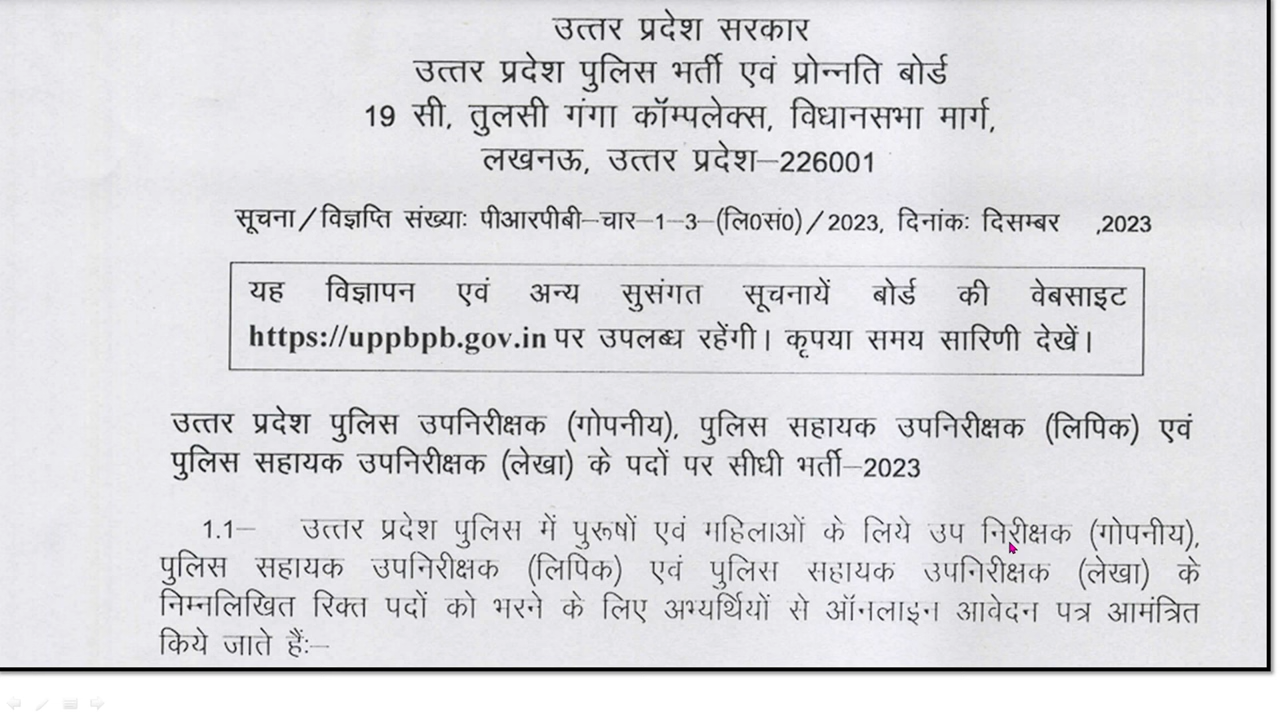 उत्तर प्रदेश सरकार
उत्तर प्रदेश पुलिस भर्ती एवं प्रोन्नति बोर्ड
19 सी, तुलसी गंगा कॉम्पलेक्स, विधानसभा मार्ग,
लखनऊ, उत्तर प्रदेश–226001
सूचना/विज्ञप्ति संख्याः पीआरपीबी–चार–1–3–(लि0सं0)/2023, दिनांकः दिसम्बर ,2023
यह विज्ञापन एवं अन्य सुसंगत सूचनायें बोर्ड की वेबसाइट
https://uppbpb.gov.in पर उपलब्ध रहेंगी। कृपया समय सारिणी देखें।
उत्तर प्रदेश पुलिस उपनिरीक्षक (गोपनीय), पुलिस सहायक उपनिरीक्षक (लिपिक) एवं
पुलिस सहायक उपनिरीक्षक (लेखा) के पदों पर सीधी भर्ती–2023
1.1– उत्तर प्रदेश पुलिस में पुरूषों एवं महिलाओं के लिये उप निरीक्षक (गोपनीय),
पुलिस सहायक उपनिरीक्षक (लिपिक) एवं पुलिस सहायक उपनिरीक्षक (लेखा) के
निम्नलिखित रिक्त पदों को भरने के लिए अभ्यर्थियों से ऑनलाइन आवेदन पत्र आमंत्रित
किये जाते हैंः–